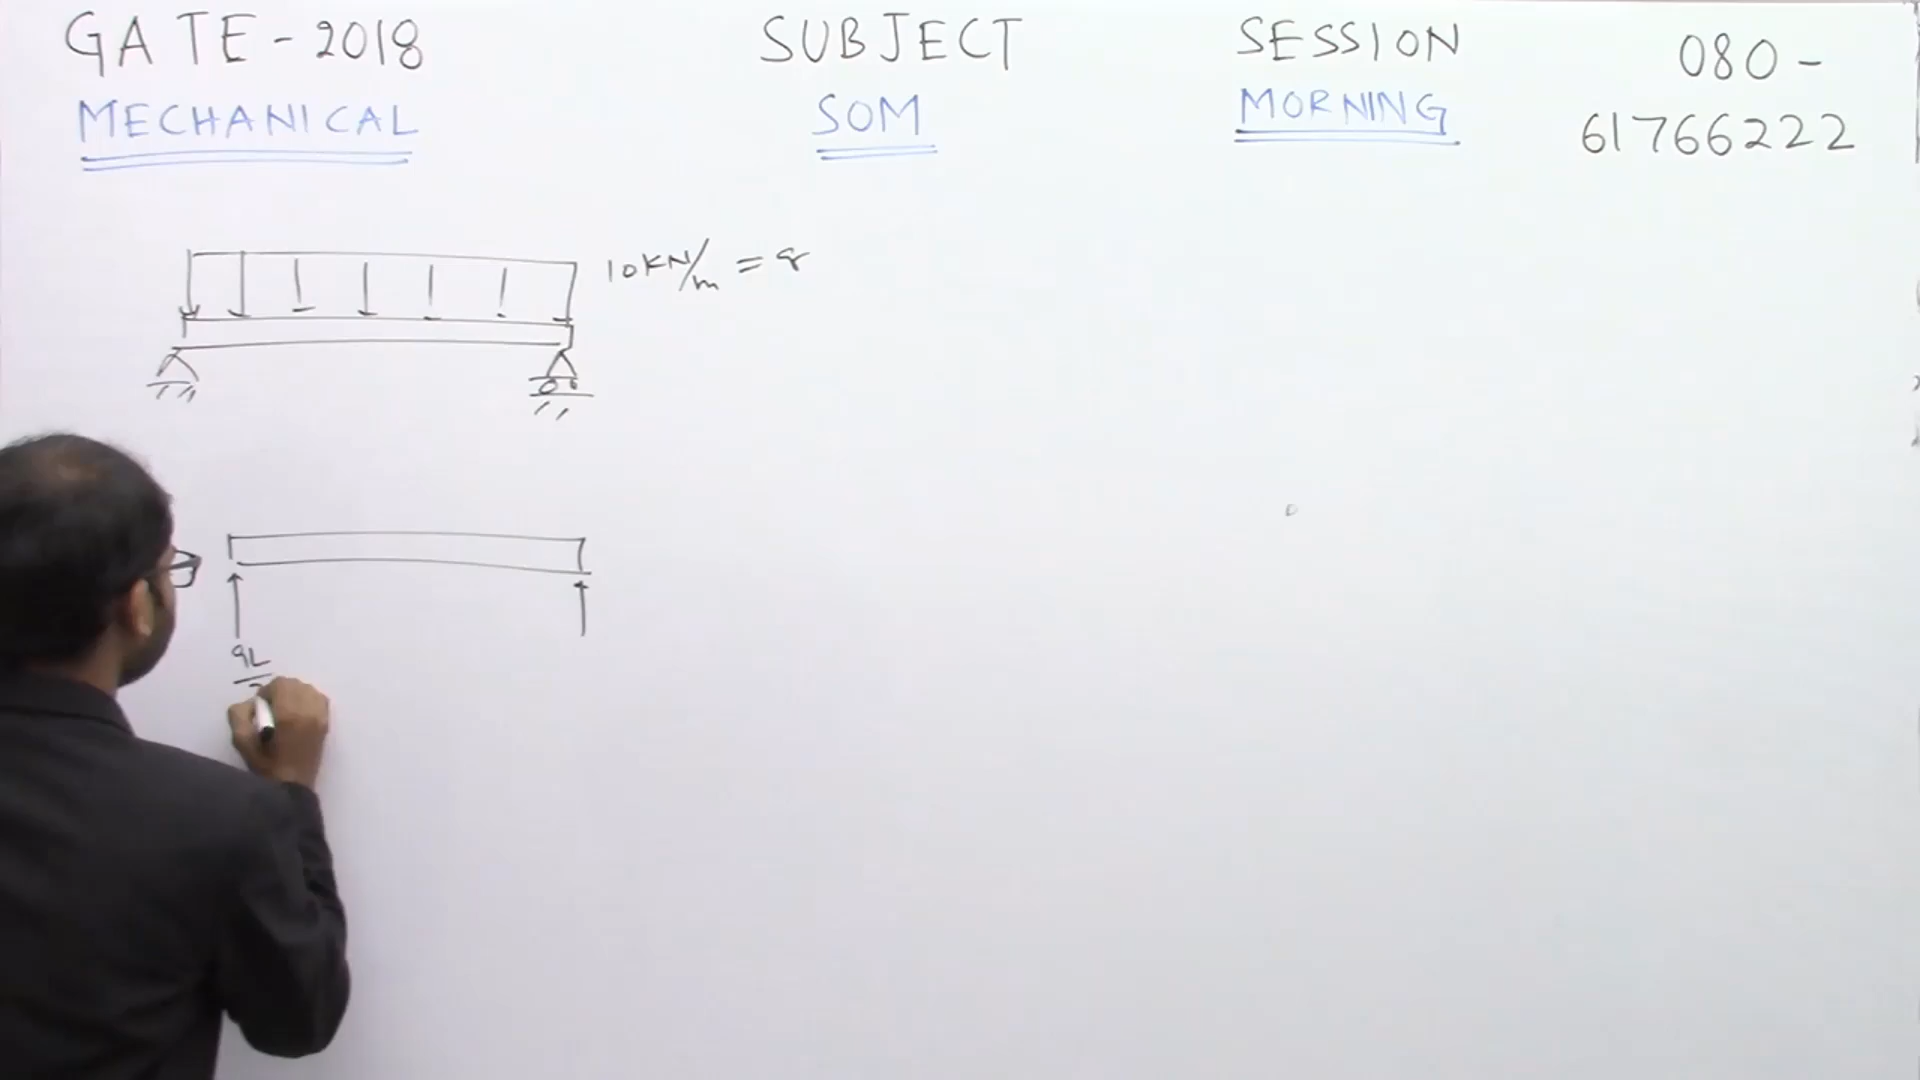 GATE - 2018
MECHANICAL
SUBJECT
SOM
SESSION
MORNING
080 -
61766222
10KN/m = q
qL